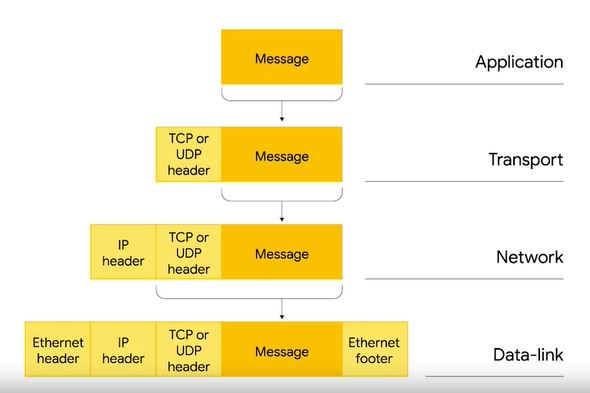 Message
Application
TCP or
UDP
header
Message
Transport
IP
header
TCP or
UDP
header
Message
Network
Ethernet
header
IP
header
TCP or
UDP
header
Message
Ethernet
footer
Data-link